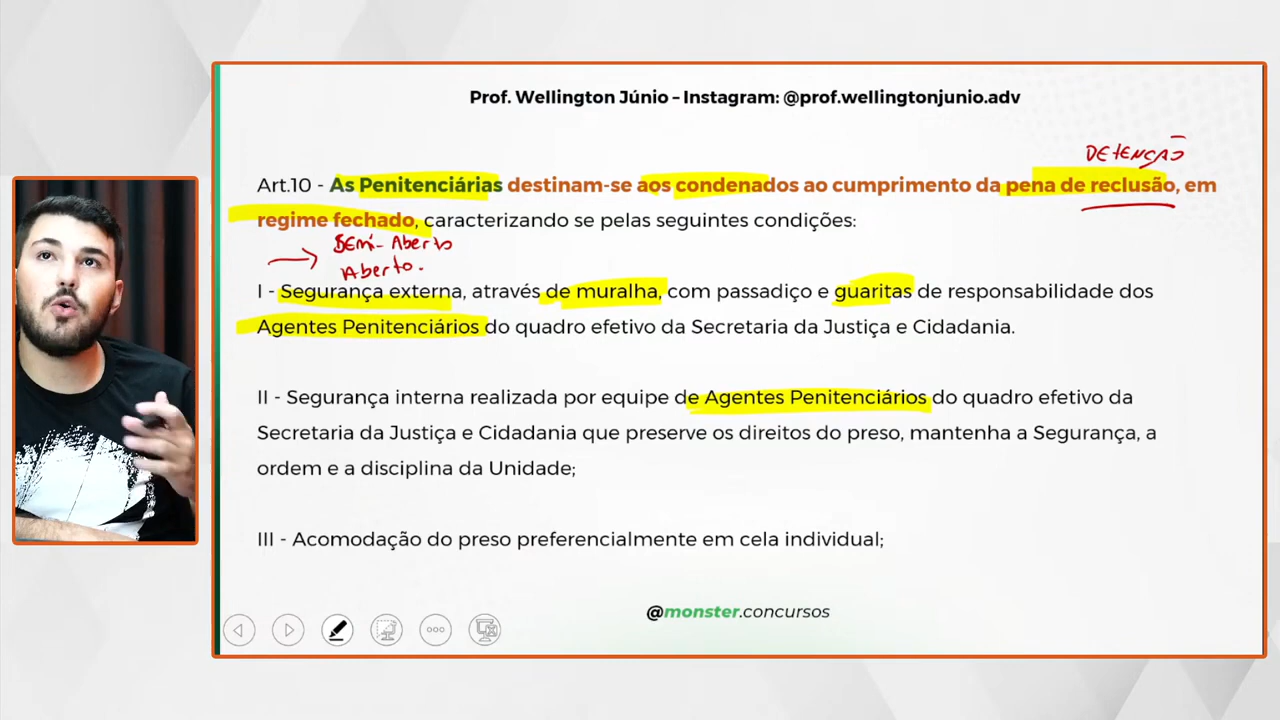 Prof. Wellington Júnio – Instagram: @prof.wellingtonjunio.adv
DETENÇÃO
Art.10 - As Penitenciárias destinam-se aos condenados ao cumprimento da pena de reclusão, em
regime fechado, caracterizando se pelas seguintes condições:
SEMI-Aberto
Aberto.
I - Segurança externa, através de muralha, com passadiço e guaritas de responsabilidade dos
Agentes Penitenciários do quadro efetivo da Secretaria da Justiça e Cidadania.
II - Segurança interna realizada por equipe de Agentes Penitenciários do quadro efetivo da
Secretaria da Justiça e Cidadania que preserve os direitos do preso, mantenha a Segurança, a
ordem e a disciplina da Unidade;
III - Acomodação do preso preferencialmente em cela individual;
@monster.concursos